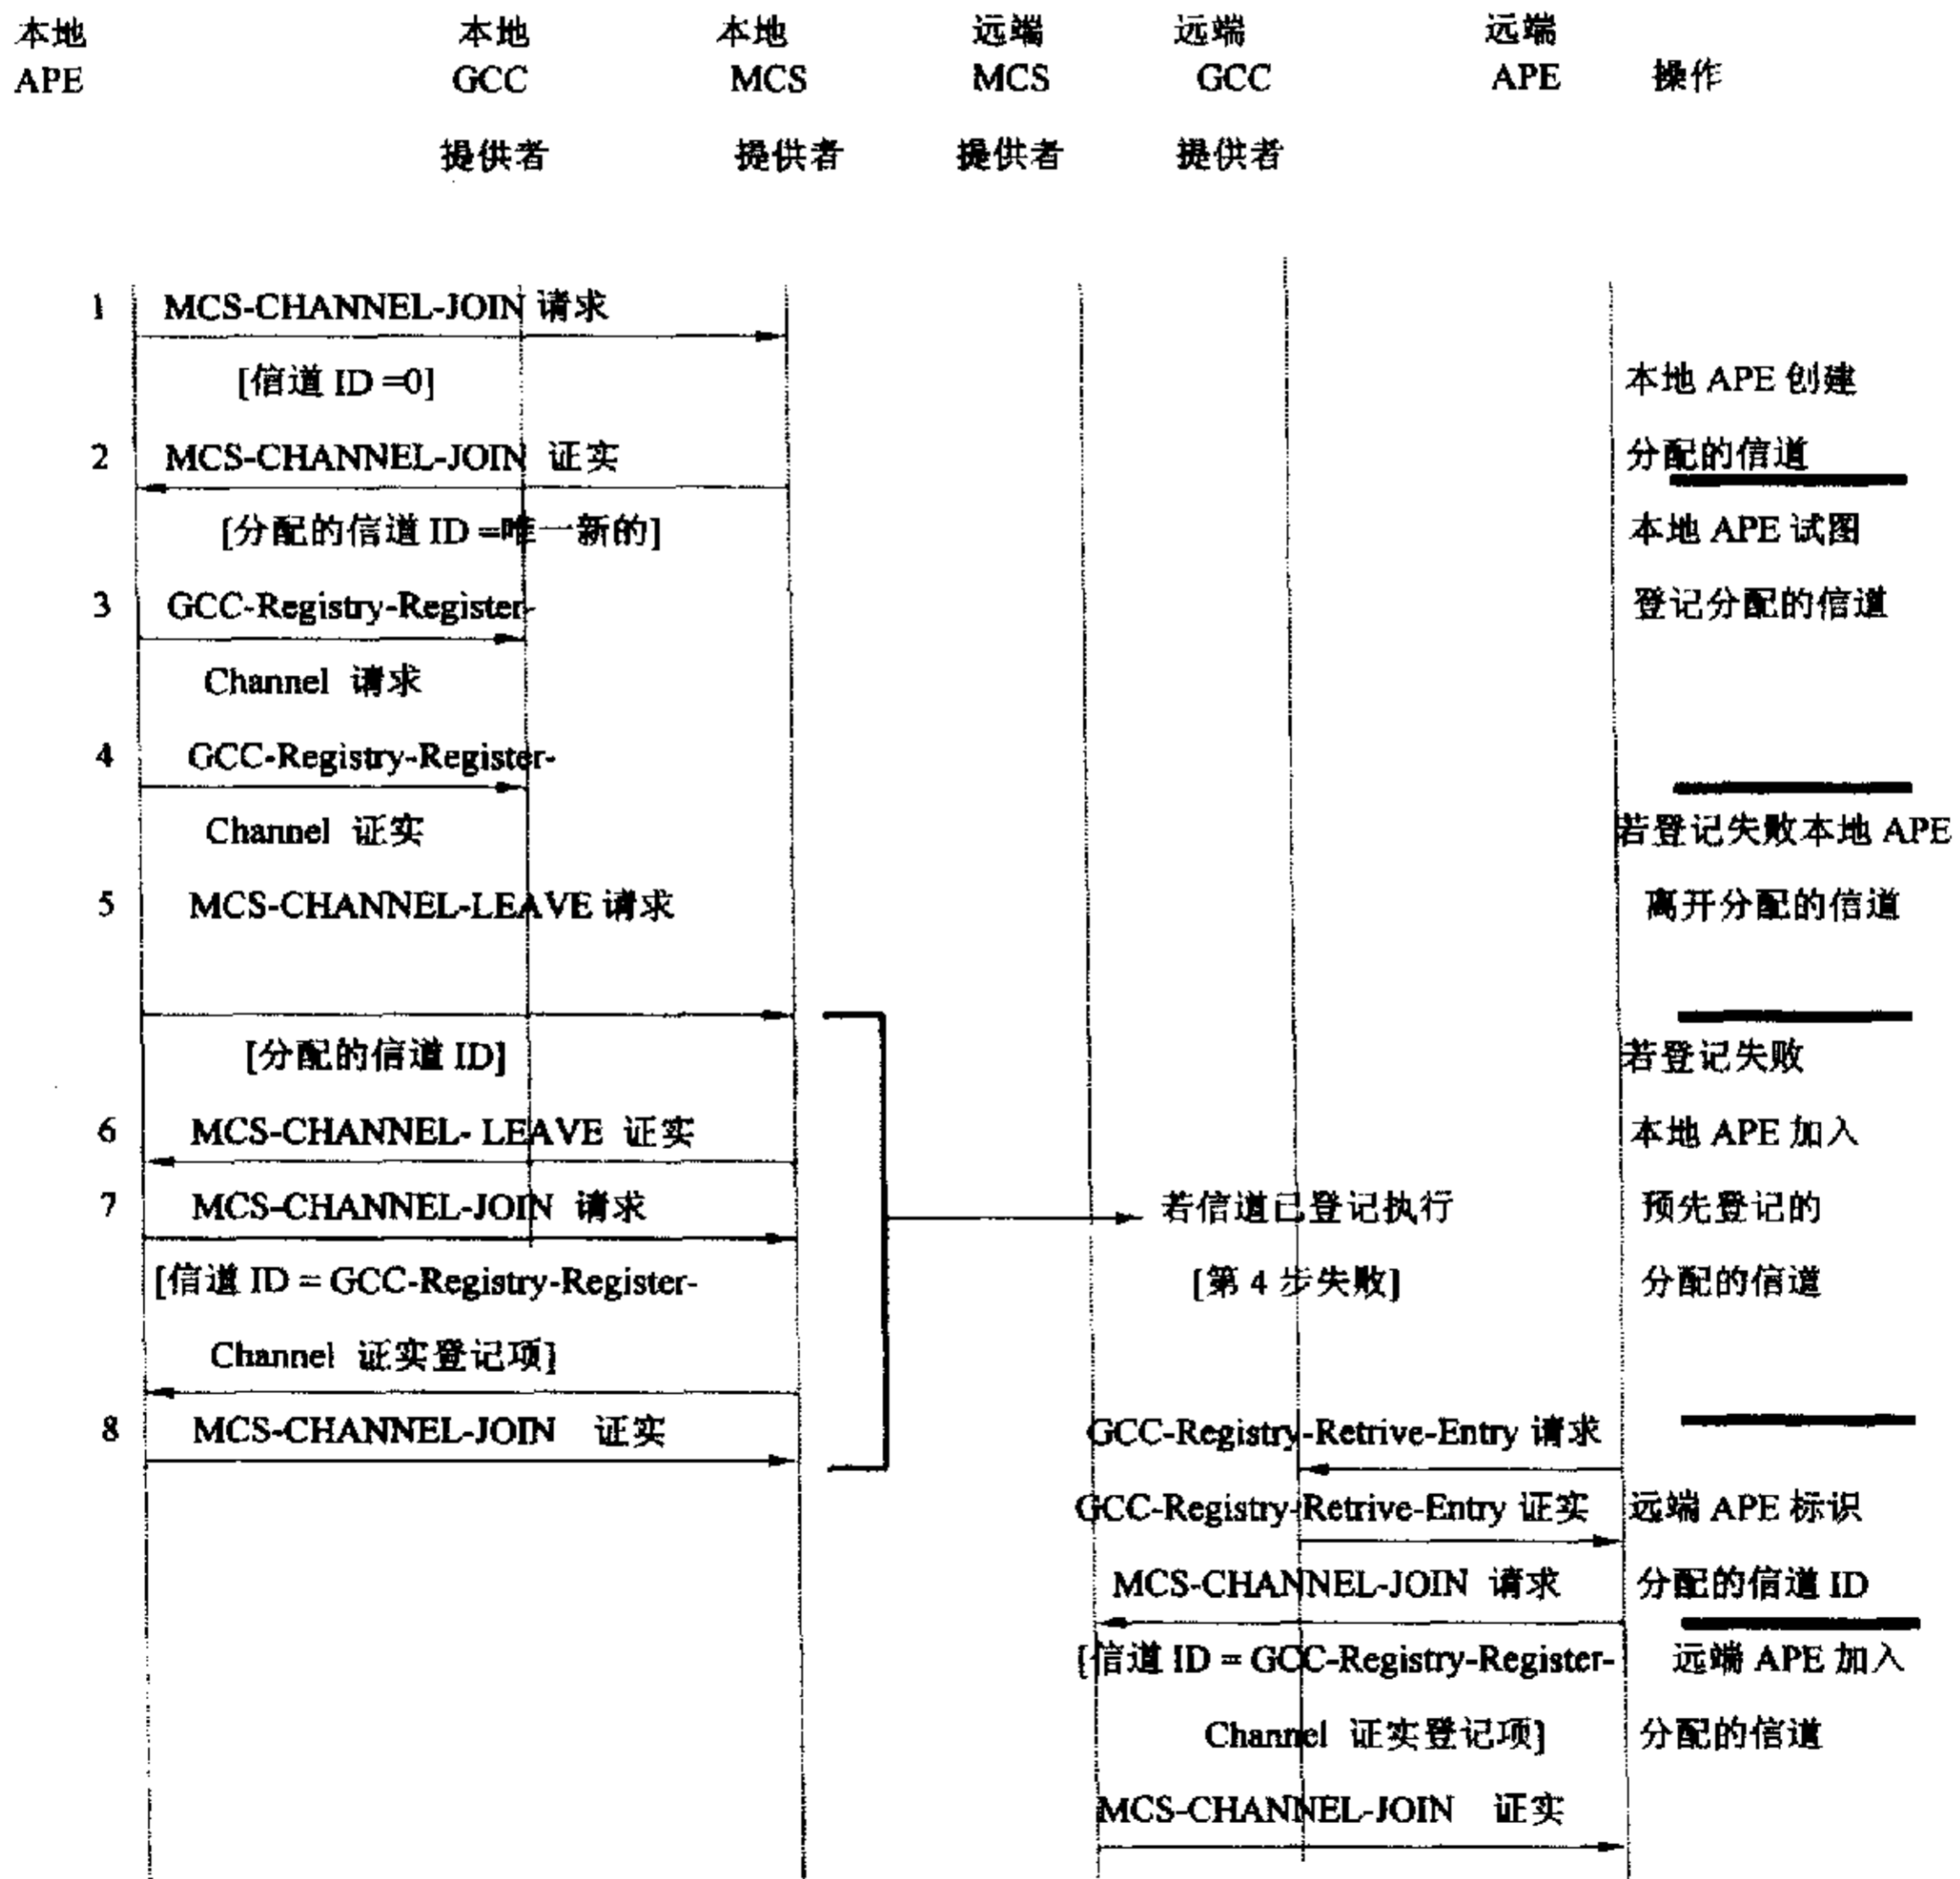 本地 本地 本地 远端 远端 远端
APE GCC MCS MCS GCC APE 操作
提供者 提供者 提供者 提供者
1 MCS-CHANNEL-JOIN 请求
[信道 ID =0] 本地 APE 创建
2 MCS-CHANNEL-JOIN 证实 分配的信道
[分配的信道 ID =唯一新的] 本地 APE 试图
3 GCC-Registry-Register- 登记分配的信道
Channel 请求
4 GCC-Registry-Register-
Channel 证实 若登记失败本地 APE
5 MCS-CHANNEL-LEAVE 请求 离开分配的信道
[分配的信道 ID] 若登记失败
6 MCS-CHANNEL- LEAVE 证实 本地 APE 加入
7 MCS-CHANNEL-JOIN 请求 若信道已登记执行 预先登记的
[信道 ID = GCC-Registry-Register- [第 4 步失败] 分配的信道
Channel 证实登记项]
8 MCS-CHANNEL-JOIN 证实 GCC-Registry-Retrive-Entry 请求
GCC-Registry-Retrive-Entry 证实 远端 APE 标识
MCS-CHANNEL-JOIN 请求 分配的信道 ID
[信道 ID = GCC-Registry-Register- 远端 APE 加入
Channel 证实登记项] 分配的信道
MCS-CHANNEL-JOIN 证实